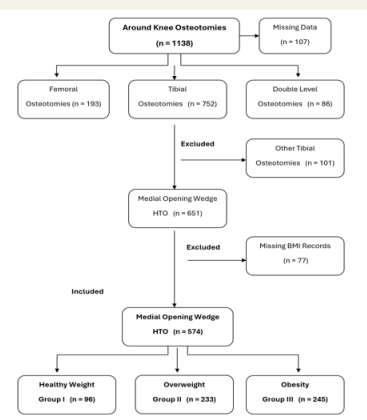 Around Knee Osteotomies
(n = 1138)
Missing Data
(n = 107)
Femoral
Osteotomies (n = 193)
Tibial
Osteotomies (n = 752)
Double Level
Osteotomies (n = 86)
Excluded
Other Tibial
Osteotomies (n = 101)
Medial Opening Wedge
HTO (n = 651)
Excluded
Missing BMI Records
(n = 77)
Included
Medial Opening Wedge
HTO (n = 574)
Healthy Weight
Group I (n = 96)
Overweight
Group II (n = 233)
Obesity
Group III (n = 245)